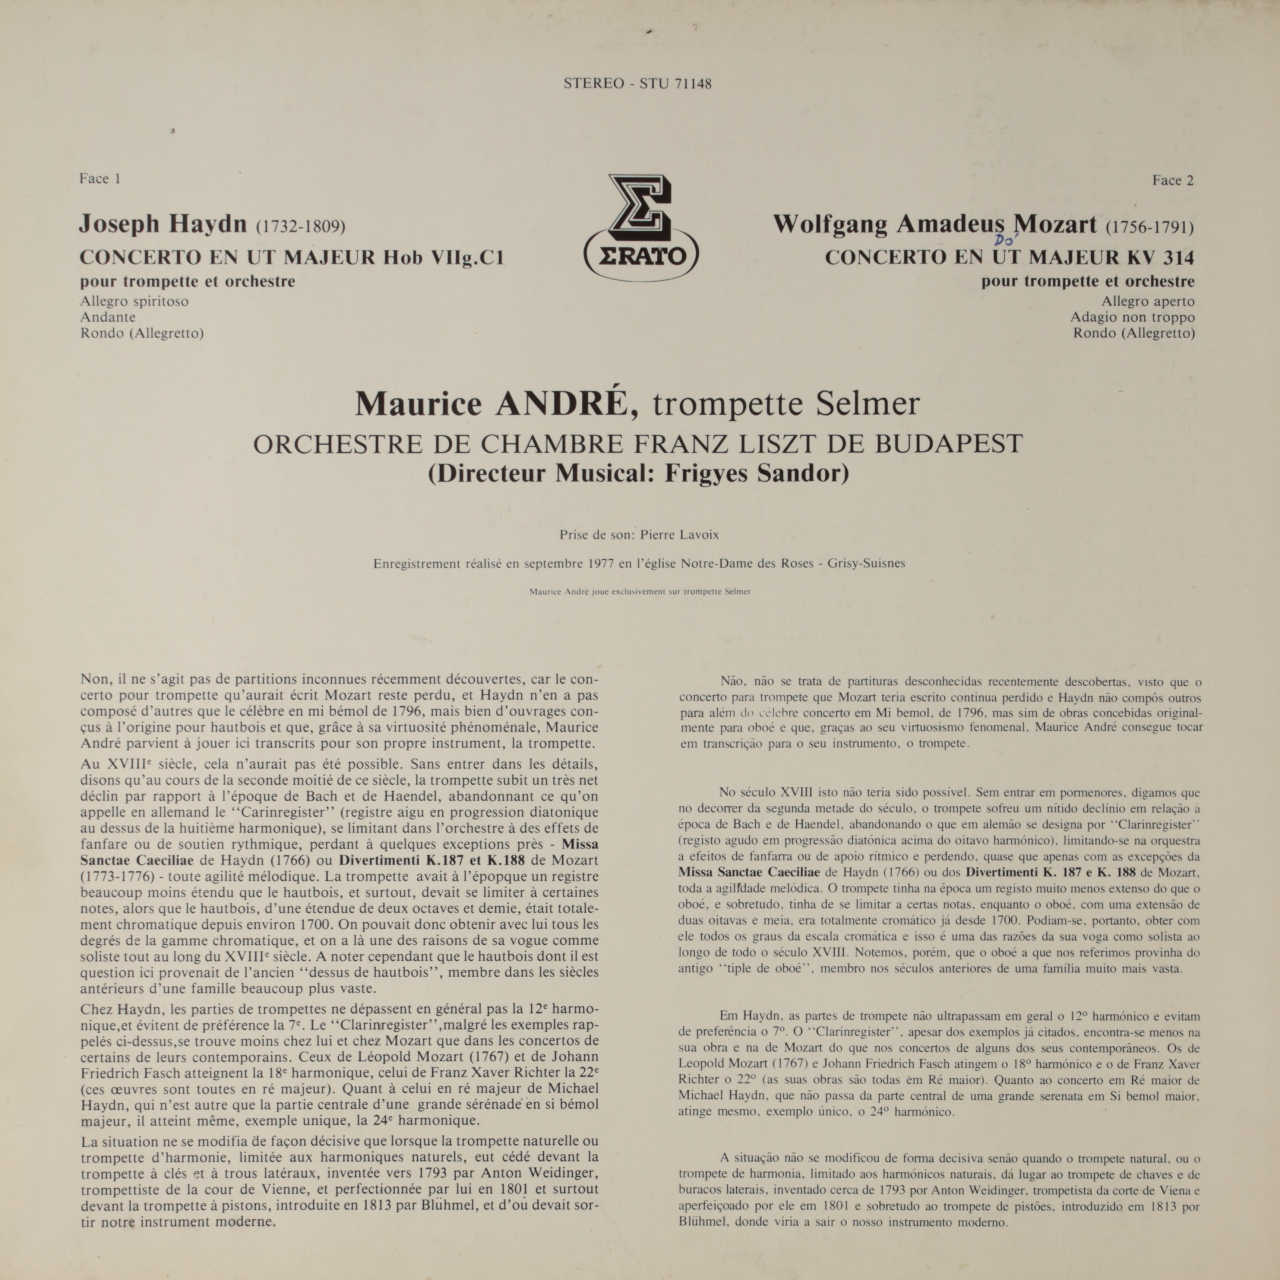 STEREO - STU 71148
Face 1
Joseph Haydn (1732-1809)
CONCERTO EN UT MAJEUR Hob VIIg.C1
pour trompette et orchestre
Allegro spiritoso
Andante
Rondo (Allegretto)
ERATO
Face 2
Wolfgang Amadeus Mozart (1756-1791)
Dó
CONCERTO EN UT MAJEUR KV 314
pour trompette et orchestre
Allegro aperto
Adagio non troppo
Rondo (Allegretto)
Maurice ANDRÉ, trompette Selmer
ORCHESTRE DE CHAMBRE FRANZ LISZT DE BUDAPEST
(Directeur Musical: Frigyes Sandor)
Prise de son: Pierre Lavoix
Enregistrement réalisé en septembre 1977 en l'église Notre-Dame des Roses - Grisy-Suisnes
Maurice André joue exclusivement sur trompette Selmer
Non, il ne s'agit pas de partitions inconnues récemment découvertes, car le con-
certo pour trompette qu'aurait écrit Mozart reste perdu, et Haydn n'en a pas
composé d'autres que le célèbre en mi bémol de 1796, mais bien d'ouvrages con-
çus à l'origine pour hautbois et que, grâce à sa virtuosité phénoménale, Maurice
André parvient à jouer ici transcrits pour son propre instrument, la trompette.
Au XVIIIe siècle, cela n'aurait pas été possible. Sans entrer dans les détails,
disons qu'au cours de la seconde moitié de ce siècle, la trompette subit un très net
déclin par rapport à l'époque de Bach et de Haendel, abandonnant ce qu'on
appelle en allemand le ''Carinregister'' (registre aigu en progression diatonique
au dessus de la huitième harmonique), se limitant dans l'orchestre à des effets de
fanfare ou de soutien rythmique, perdant à quelques exceptions près - Missa
Sanctae Caeciliae de Haydn (1766) ou Divertimenti K.187 et K.188 de Mozart
(1773-1776) - toute agilité mélodique. La trompette avait à l'épopque un registre
beaucoup moins étendu que le hautbois, et surtout, devait se limiter à certaines
notes, alors que le hautbois, d'une étendue de deux octaves et demie, était totale-
ment chromatique depuis environ 1700. On pouvait donc obtenir avec lui tous les
degrés de la gamme chromatique, et on a là une des raisons de sa vogue comme
soliste tout au long du XVIIIe siècle. A noter cependant que le hautbois dont il est
question ici provenait de l'ancien ''dessus de hautbois'', membre dans les siècles
antérieurs d'une famille beaucoup plus vaste.
Chez Haydn, les parties de trompettes ne dépassent en général pas la 12e harmo-
nique,et évitent de préférence la 7e. Le ''Clarinregister'',malgré les exemples rap-
pelés ci-dessus,se trouve moins chez lui et chez Mozart que dans les concertos de
certains de leurs contemporains. Ceux de Léopold Mozart (1767) et de Johann
Friedrich Fasch atteignent la 18e harmonique, celui de Franz Xaver Richter la 22e
(ces œuvres sont toutes en ré majeur). Quant à celui en ré majeur de Michael
Haydn, qui n'est autre que la partie centrale d'une grande sérénade en si bémol
majeur, il atteint même, exemple unique, la 24e harmonique.
La situation ne se modifia de façon décisive que lorsque la trompette naturelle ou
trompette d'harmonie, limitée aux harmoniques naturels, eut cédé devant la
trompette à clés et à trous latéraux, inventée vers 1793 par Anton Weidinger,
trompettiste de la cour de Vienne, et perfectionnée par lui en 1801 et surtout
devant la trompette à pistons, introduite en 1813 par Blühmel, et d'où devait sor-
tir notre instrument moderne.
Não, não se trata de partituras desconhecidas recentemente descobertas, visto que o
concerto para trompete que Mozart teria escrito continua perdido e Haydn não compôs outros
para além do célebre concerto em Mi bemol, de 1796, mas sim de obras concebidas original-
mente para oboé e que, graças ao seu virtuosismo fenomenal, Maurice André consegue tocar
em transcrição para o seu instrumento, o trompete.
No século XVIII isto não teria sido possível. Sem entrar em pormenores, digamos que
no decorrer da segunda metade do século, o trompete sofreu um nítido declínio em relação à
época de Bach e de Haendel, abandonando o que em alemão se designa por ''Clarinregister''
(registo agudo em progressão diatónica acima do oitavo harmónico), limitando-se na orquestra
a efeitos de fanfarra ou de apoio rítmico e perdendo, quase que apenas com as excepções da
Missa Sanctae Caeciliae de Haydn (1766) ou dos Divertimenti K. 187 e K. 188 de Mozart,
toda a agilidade melódica. O trompete tinha na época um registo muito menos extenso do que o
oboé, e sobretudo, tinha de se limitar a certas notas, enquanto o oboé, com uma extensão de
duas oitavas e meia, era totalmente cromático já desde 1700. Podiam-se, portanto, obter com
ele todos os graus da escala cromática e isso é uma das razões da sua voga como solista ao
longo de todo o século XVIII. Notemos, porém, que o oboé a que nos referimos provinha do
antigo ''tiple de oboé'', membro nos séculos anteriores de uma família muito mais vasta.
Em Haydn, as partes de trompete não ultrapassam em geral o 12º harmónico e evitam
de preferência o 7º. O ''Clarinregister'', apesar dos exemplos já citados, encontra-se menos na
sua obra e na de Mozart do que nos concertos de alguns dos seus contemporâneos. Os de
Leopold Mozart (1767) e Johann Friedrich Fasch atingem o 18º harmónico e o de Franz Xaver
Richter o 22º (as suas obras são todas em Ré maior). Quanto ao concerto em Ré maior de
Michael Haydn, que não passa da parte central de uma grande serenata em Si bemol maior,
atinge mesmo, exemplo único, o 24º harmónico.
A situação não se modificou de forma decisiva senão quando o trompete natural, ou o
trompete de harmonia, limitado aos harmónicos naturais, dá lugar ao trompete de chaves e de
buracos laterais, inventado cerca de 1793 por Anton Weidinger, trompetista da corte de Viena e
aperfeiçoado por ele em 1801 e sobretudo ao trompete de pistões, introduzido em 1813 por
Blühmel, donde viria a sair o nosso instrumento moderno.